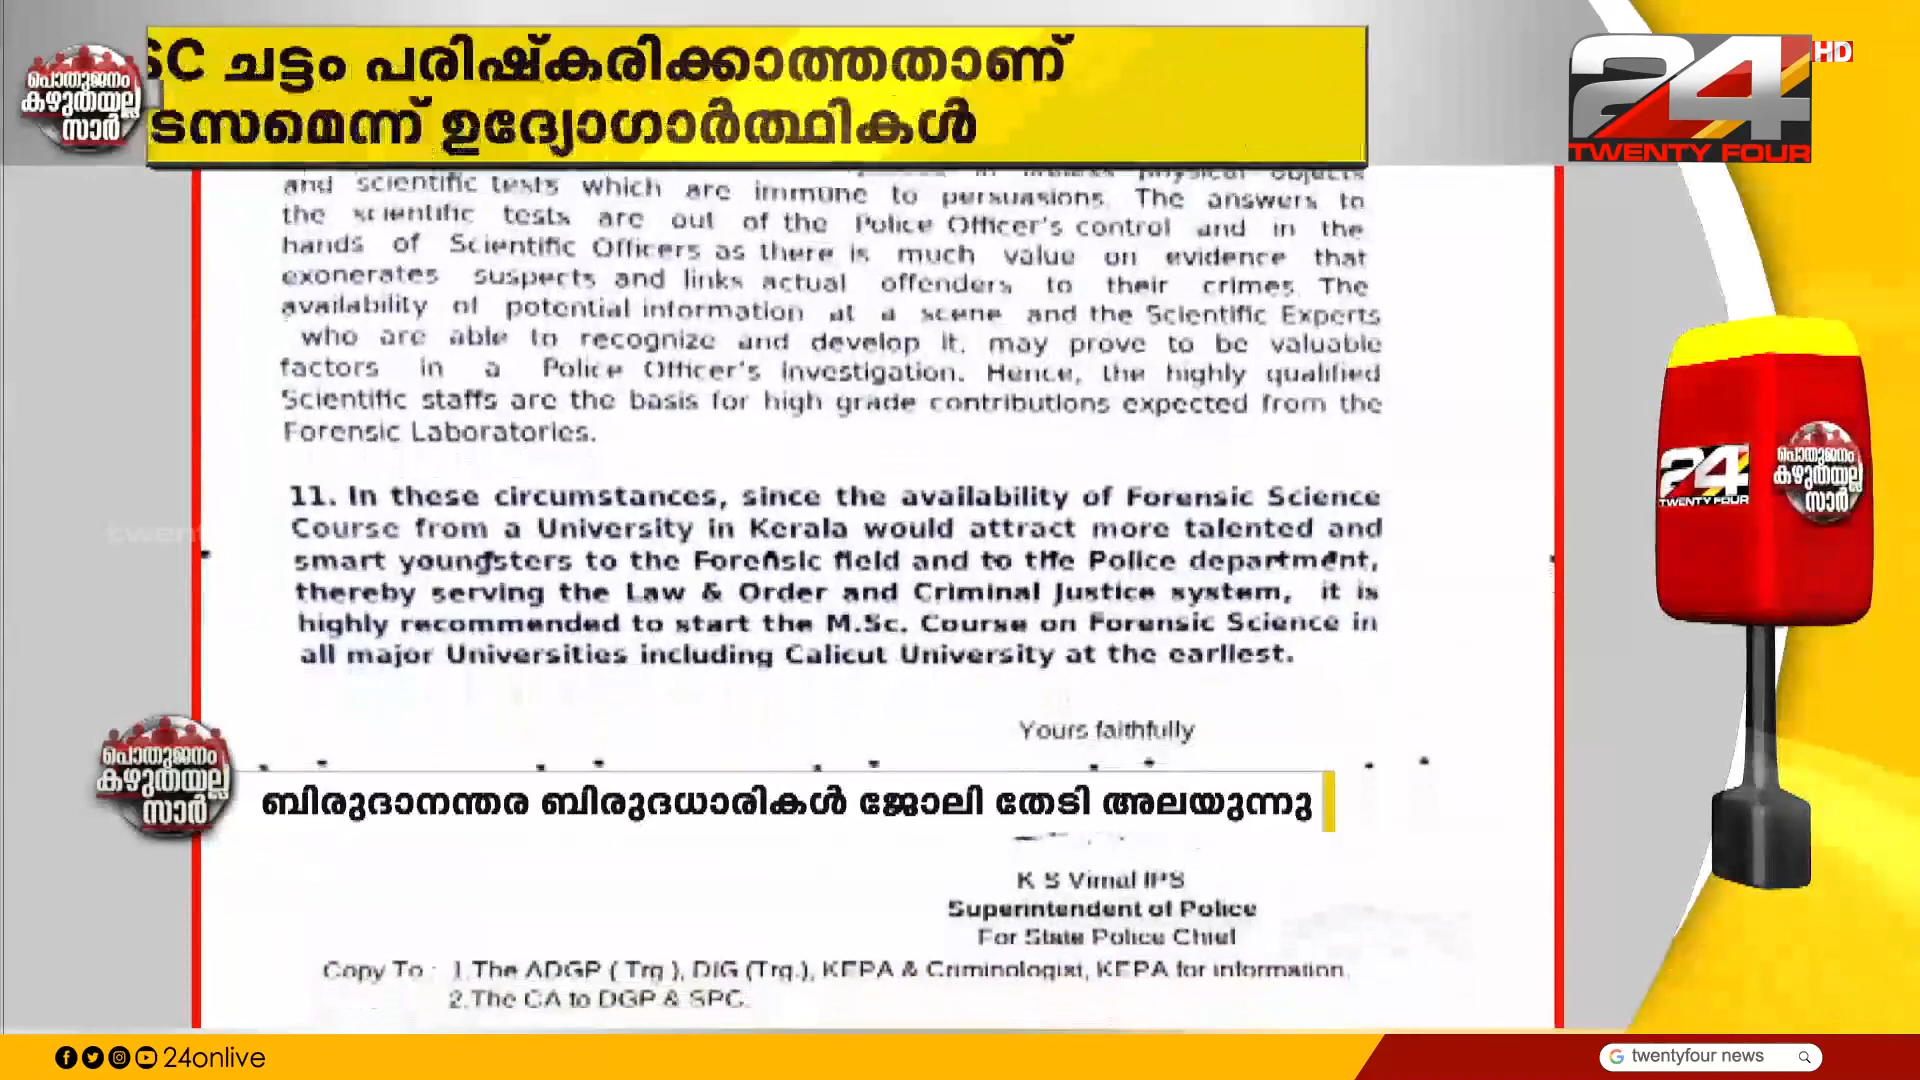 SC ചട്ടം പരിഷ്കരിക്കാത്തതാണ്
ടസമെന്ന് ഉദ്യോഗാർത്ഥികൾ
പൊതുജനം
കഴുതയല്ല
സാർ
24 HD
TWENTY FOUR
physical objects
and scientific tests which are immune to persuasions. The answers to
the scientific tests are out of the Police Officer's control and in the
hands of Scientific Officers as there is much value on evidence that
exonerates suspects and links actual offenders to their crimes. The
availability of potential information at a scene and the Scientific Experts
who are able to recognize and develop it, may prove to be valuable
factors in a Police Officer's investigation. Hence, the highly qualified
Scientific staffs are the basis for high grade contributions expected from the
Forensic Laboratories.
11. In these circumstances, since the availability of Forensic Science
Course from a University in Kerala would attract more talented and
smart youngsters to the Forensic field and to the Police department,
thereby serving the Law & Order and Criminal Justice system, it is
highly recommended to start the M.Sc. Course on Forensic Science in
all major Universities including Calicut University at the earliest.
Yours faithfully
twent
24
TWENTY FOUR
പൊതുജനം
കഴുതയല്ല
സാർ
പൊതുജനം
കഴുതയല്ല
സാർ
ബിരുദാനന്തര ബിരുദധാരികൾ ജോലി തേടി അലയുന്നു
K S Vimal IPS
Superintendent of Police
For State Police Chief
Copy To : 1.The ADGP ( Trg ), DIG (Trg.), KEPA & Criminologist, KEPA for information.
2.The CA to DGP & SPC.
24onlive
twentyfour news